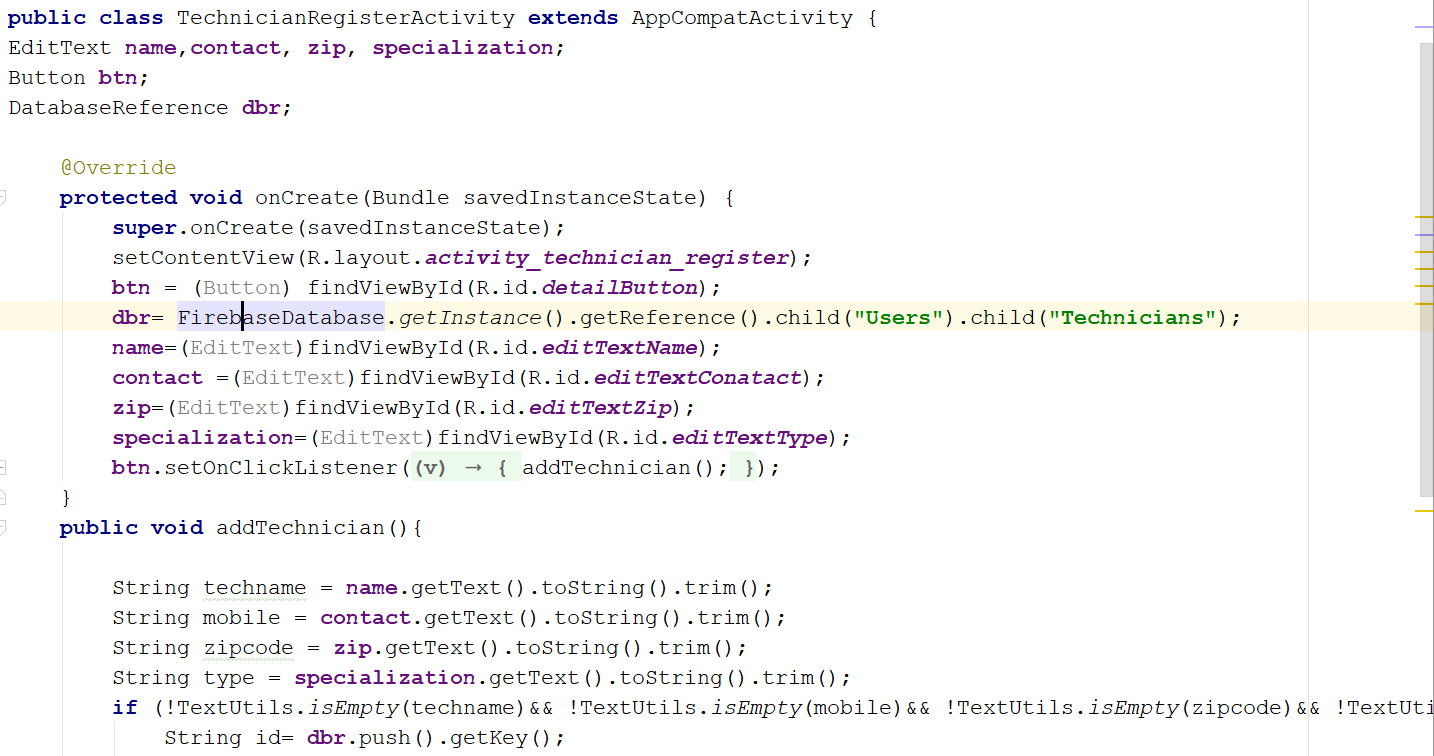 public class TechnicianRegisterActivity extends AppCompatActivity {
EditText name,contact, zip, specialization;
Button btn;
DatabaseReference dbr;
@Override
protected void onCreate(Bundle savedInstanceState) {
super.onCreate(savedInstanceState);
setContentView(R.layout.activity_technician_register);
btn = (Button) findViewById(R.id.detailButton);
dbr= FirebaseDatabase.getInstance().getReference().child("Users").child("Technicians");
name=(EditText)findViewById(R.id.editTextName);
contact =(EditText)findViewById(R.id.editTextConatact);
zip=(EditText)findViewById(R.id.editTextZip);
specialization=(EditText)findViewById(R.id.editTextType);
btn.setOnClickListener((v) → { addTechnician(); });
}
public void addTechnician(){
String techname = name.getText().toString().trim();
String mobile = contact.getText().toString().trim();
String zipcode = zip.getText().toString().trim();
String type = specialization.getText().toString().trim();
if (!TextUtils.isEmpty(techname)&& !TextUtils.isEmpty(mobile)&& !TextUtils.isEmpty(zipcode)&& !TextUti
String id= dbr.push().getKey();